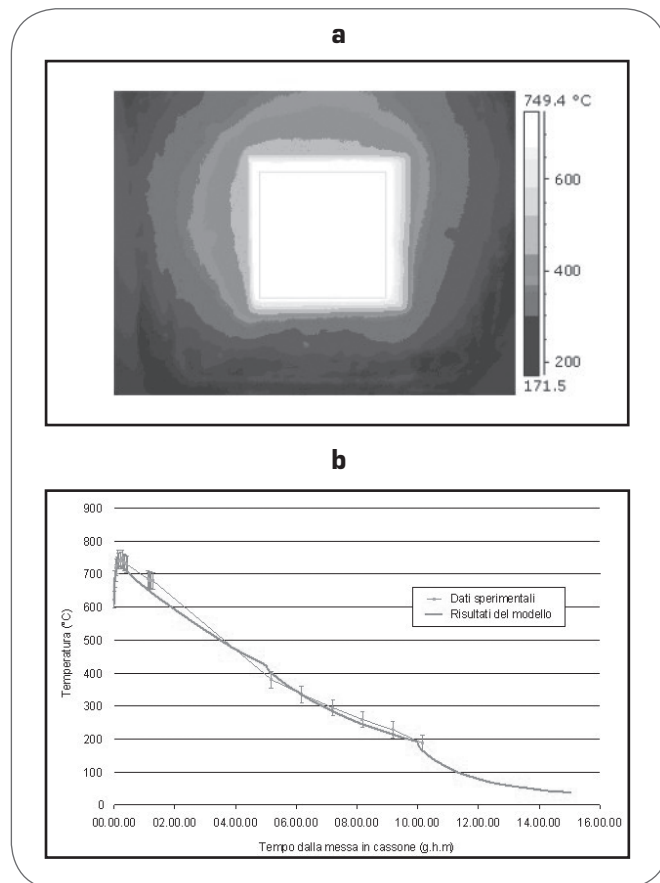 a
749.4 °C
600
400
200
171.5
b
900
800
700
600
500
400
300
200
100
0
Temperatura (°C)
Dati sperimentali
Risultati del modello
00.00.00 02.00.00 04.00.00 06.00.00 08.00.00 10.00.00 12.00.00 14.00.00 16.00.00
Tempo dalla messa in cassone (g.h.m)